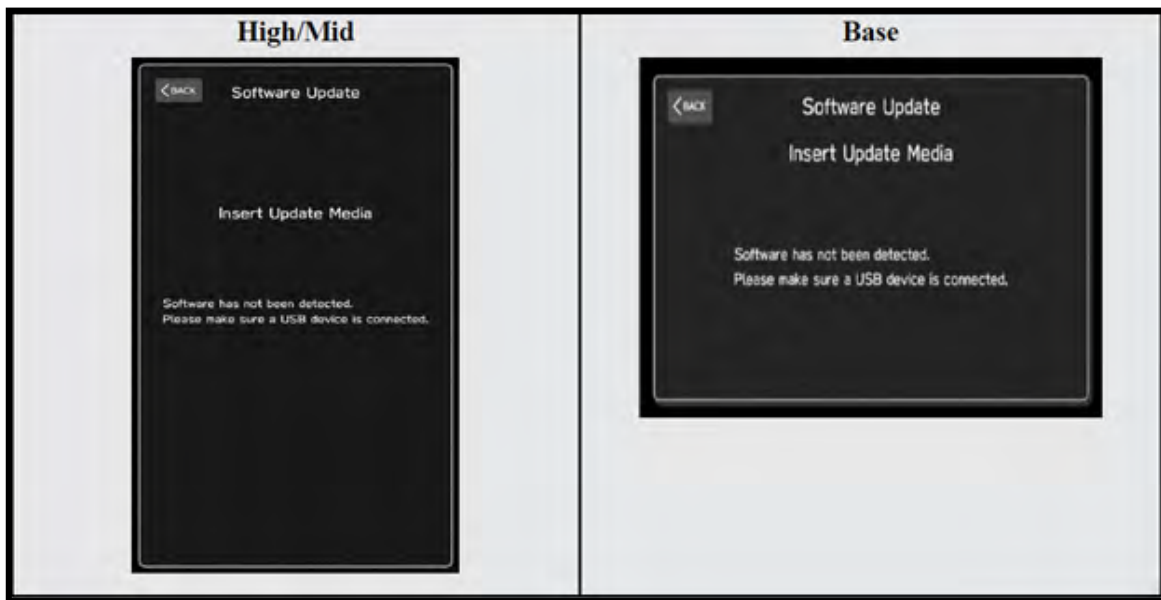 High/Mid
< BACK
Software Update
Insert Update Media
Software has not been detected.
Please make sure a USB device is connected.
Base
< BACK
Software Update
Insert Update Media
Software has not been detected.
Please make sure a USB device is connected.